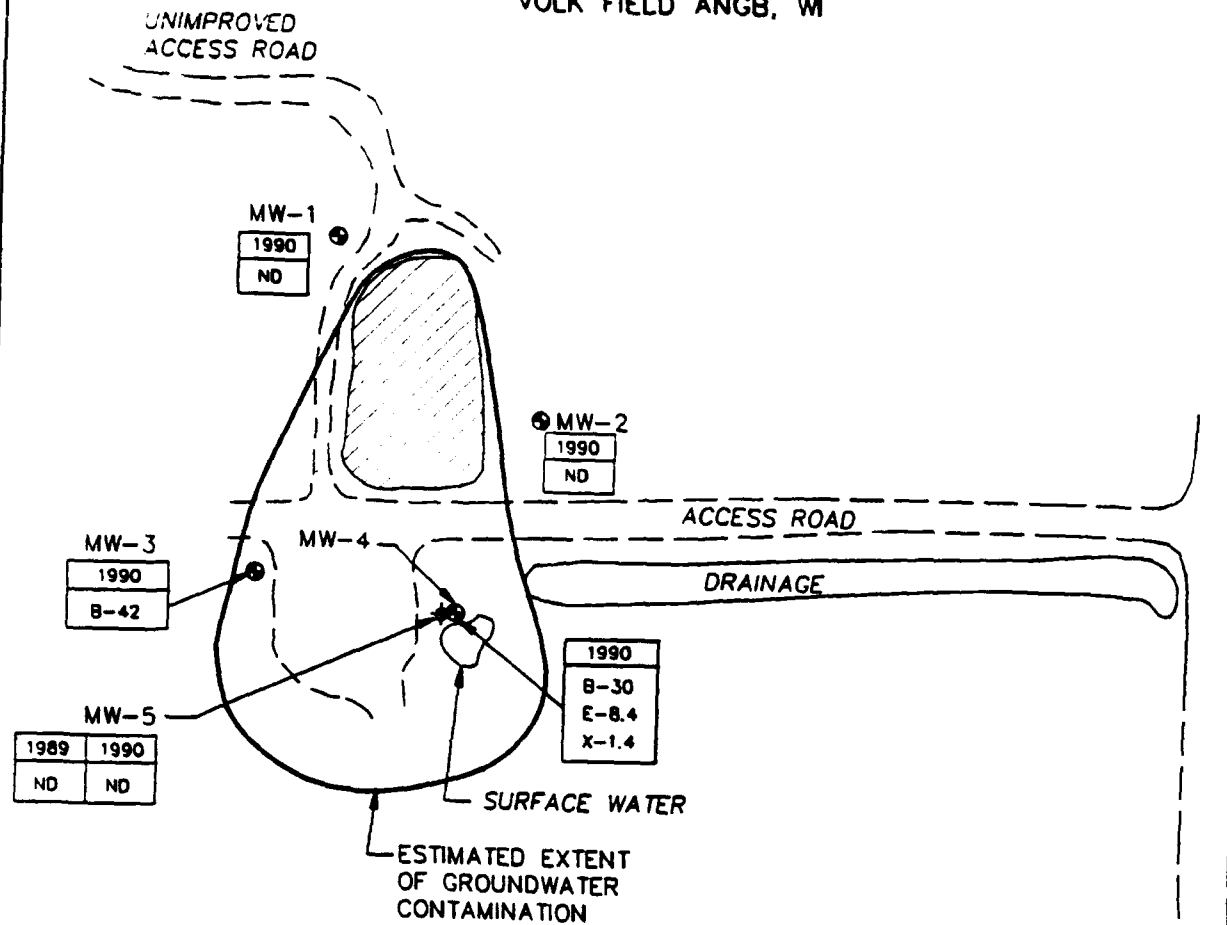 VOLK FIELD ANGB, WI
UNIMPROVED
ACCESS ROAD
MW-1
1990
ND
MW-2
1990
ND
ACCESS ROAD
MW-3
1990
B-42
MW-4
DRAINAGE
1990
B-30
E-8.4
X-1.4
MW-5
1989 1990
ND ND
SURFACE WATER
ESTIMATED EXTENT
OF GROUNDWATER
CONTAMINATION